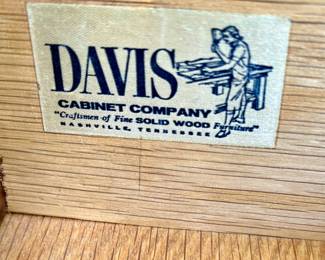 DAVIS
CABINET COMPANY
"Craftsmen of Fine SOLID WOOD Furniture"
NASHVILLE, TENNESSEE